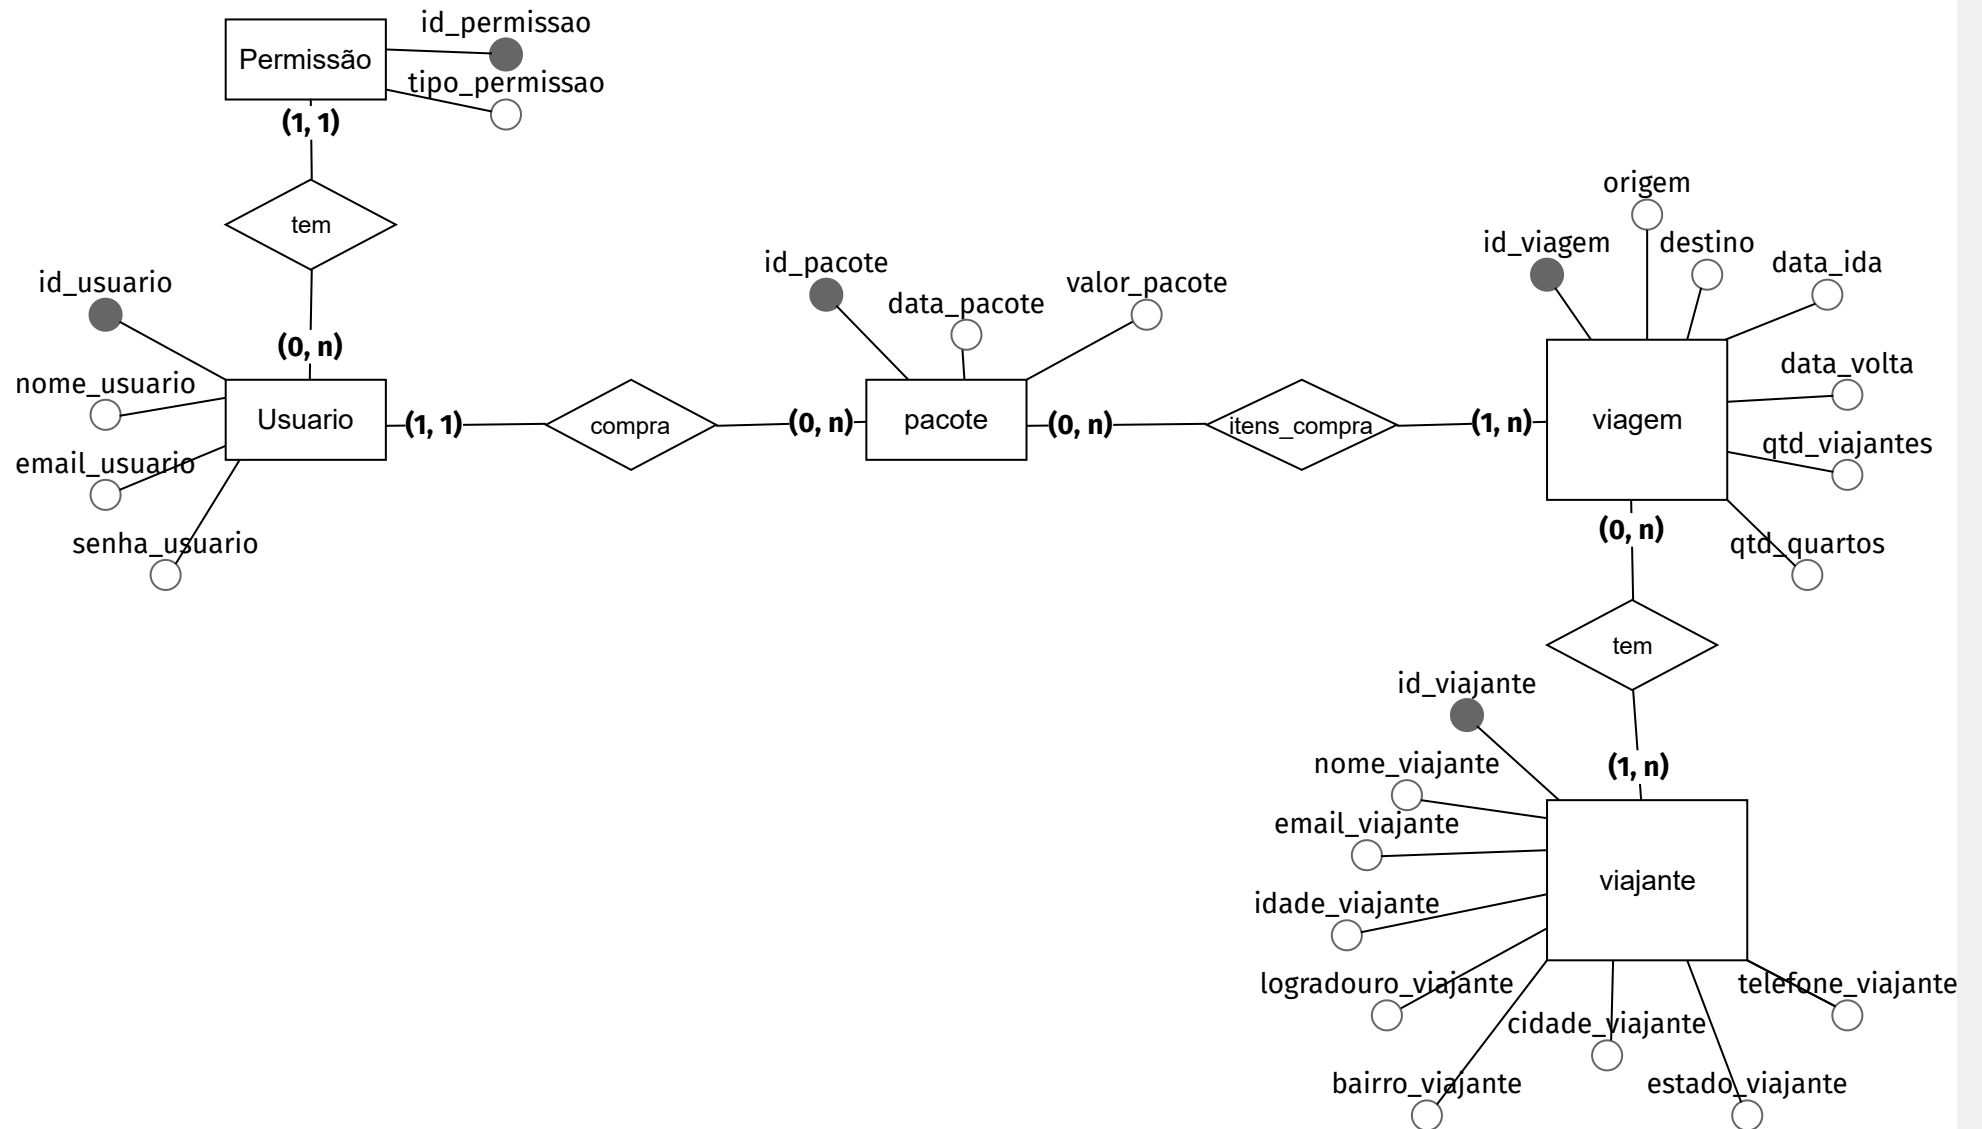 id_permissao
Permissão
tipo_permissao
(1, 1)
tem
(0, n)
id_usuario
nome_usuario
Usuario
email_usuario
senha_usuario
(1, 1)
compra
(0, n)
id_pacote
data_pacote
valor_pacote
pacote
(0, n)
itens_compra
(1, n)
origem
id_viagem
destino
data_ida
data_volta
viagem
qtd_viajantes
qtd_quartos
(0, n)
tem
(1, n)
id_viajante
nome_viajante
email_viajante
viajante
idade_viajante
logradouro_viajante
telefone_viajante
cidade_viajante
bairro_viajante
estado_viajante